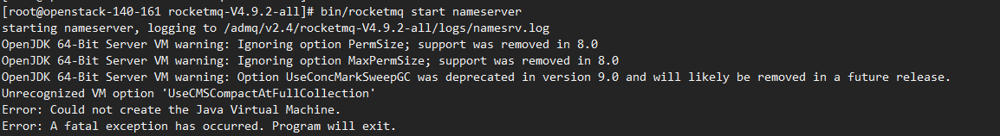 [root@openstack-140-161 rocketmq-V4.9.2-all]# bin/rocketmq start nameserver
starting nameserver, logging to /admq/v2.4/rocketmq-V4.9.2-all/logs/namesrv.log
OpenJDK 64-Bit Server VM warning: Ignoring option PermSize; support was removed in 8.0
OpenJDK 64-Bit Server VM warning: Ignoring option MaxPermSize; support was removed in 8.0
OpenJDK 64-Bit Server VM warning: Option UseConcMarkSweepGC was deprecated in version 9.0 and will likely be removed in a future release.
Unrecognized VM option 'UseCMSCompactAtFullCollection'
Error: Could not create the Java Virtual Machine.
Error: A fatal exception has occurred. Program will exit.